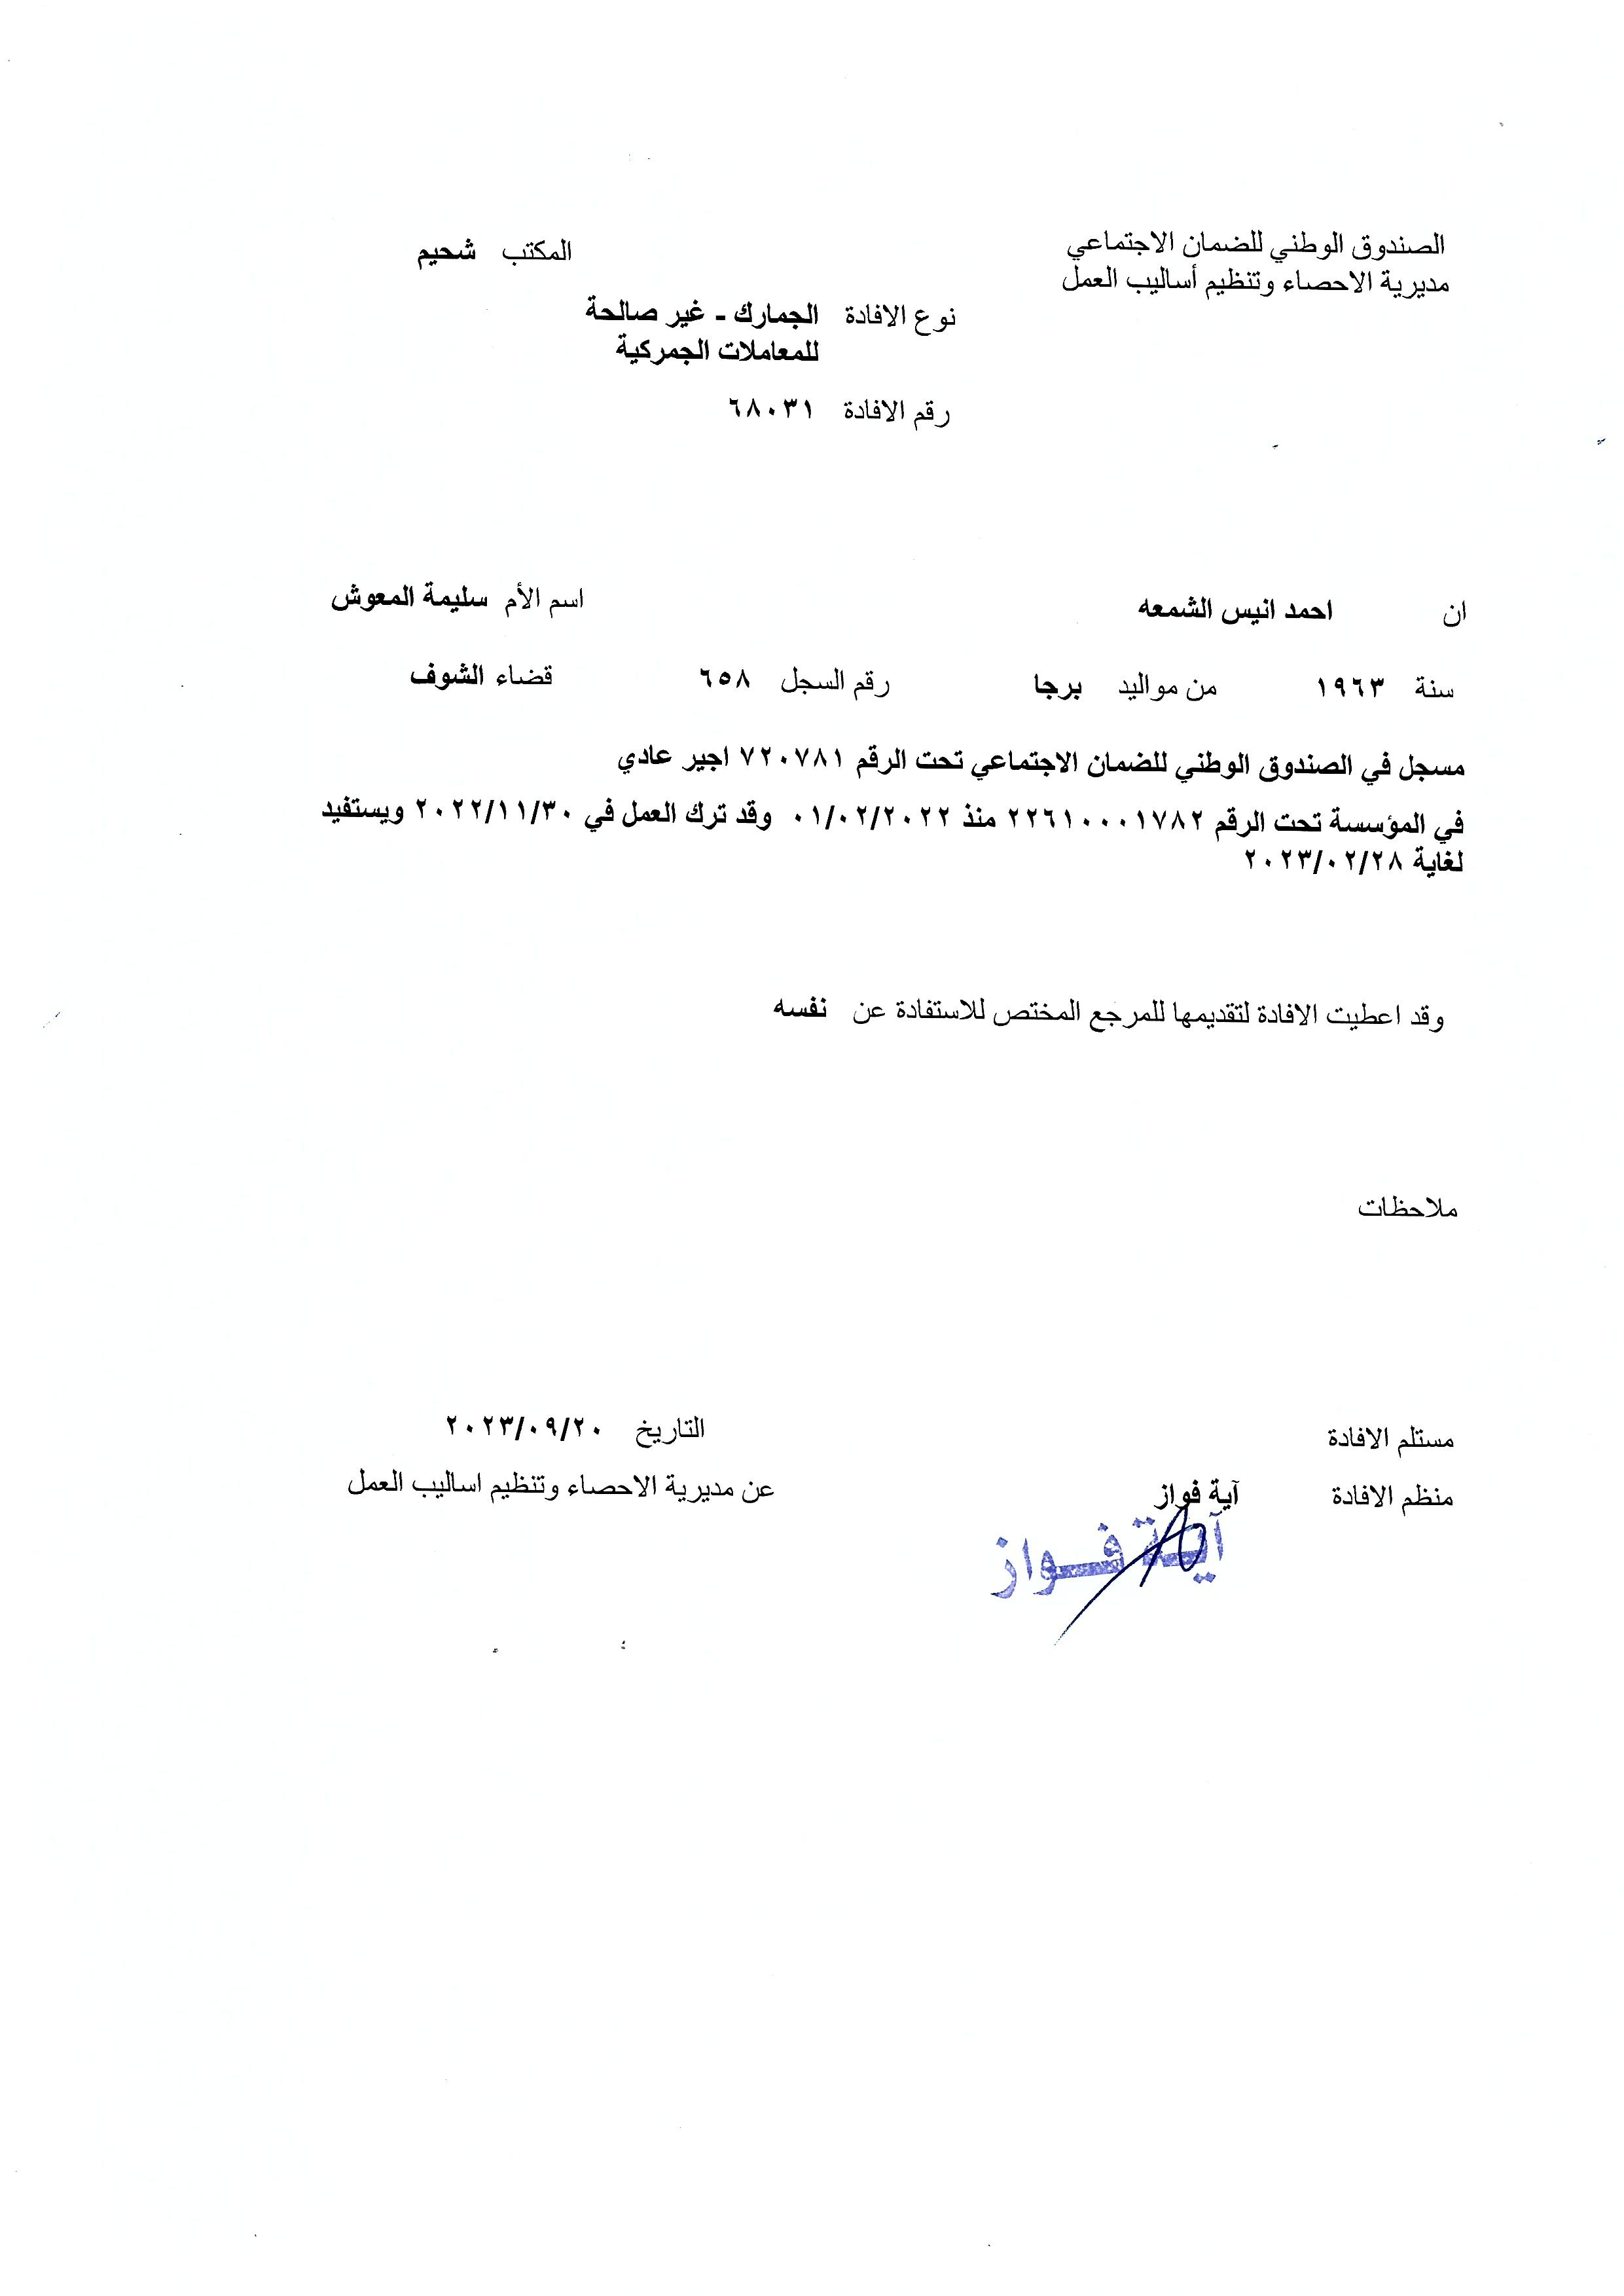 الصندوق الوطني للضمان الاجتماعي
المكتب شحيم
مديرية الاحصاء وتنظيم أساليب العمل
نوع الافادة الجمارك - غير صالحة
للمعاملات الجمركية
رقم الافادة ٦٨٠٣١
ان احمد انيس الشمعه اسم الأم سليمة المعوش
سنة ١٩٦٣ من مواليد برجا رقم السجل ٦٥٨ قضاء الشوف
مسجل في الصندوق الوطني للضمان الاجتماعي تحت الرقم ٧٢٠٧٨١ اجير عادي
في المؤسسة تحت الرقم ٢٢٦١٠٠٠١٧٨٢ منذ ٠١/٠٢/٢٠٢٢ وقد ترك العمل في ٢٠٢٢/١١/٣٠ ويستفيد
لغاية ٢٠٢٣/٠٢/٢٨
وقد اعطيت الافادة لتقديمها للمرجع المختص للاستفادة عن نفسه
ملاحظات
مستلم الافادة التاريخ ٢٠٢٣/٠٩/٢٠
منظم الافادة آية فواز عن مديرية الاحصاء وتنظيم اساليب العمل
آية فواز